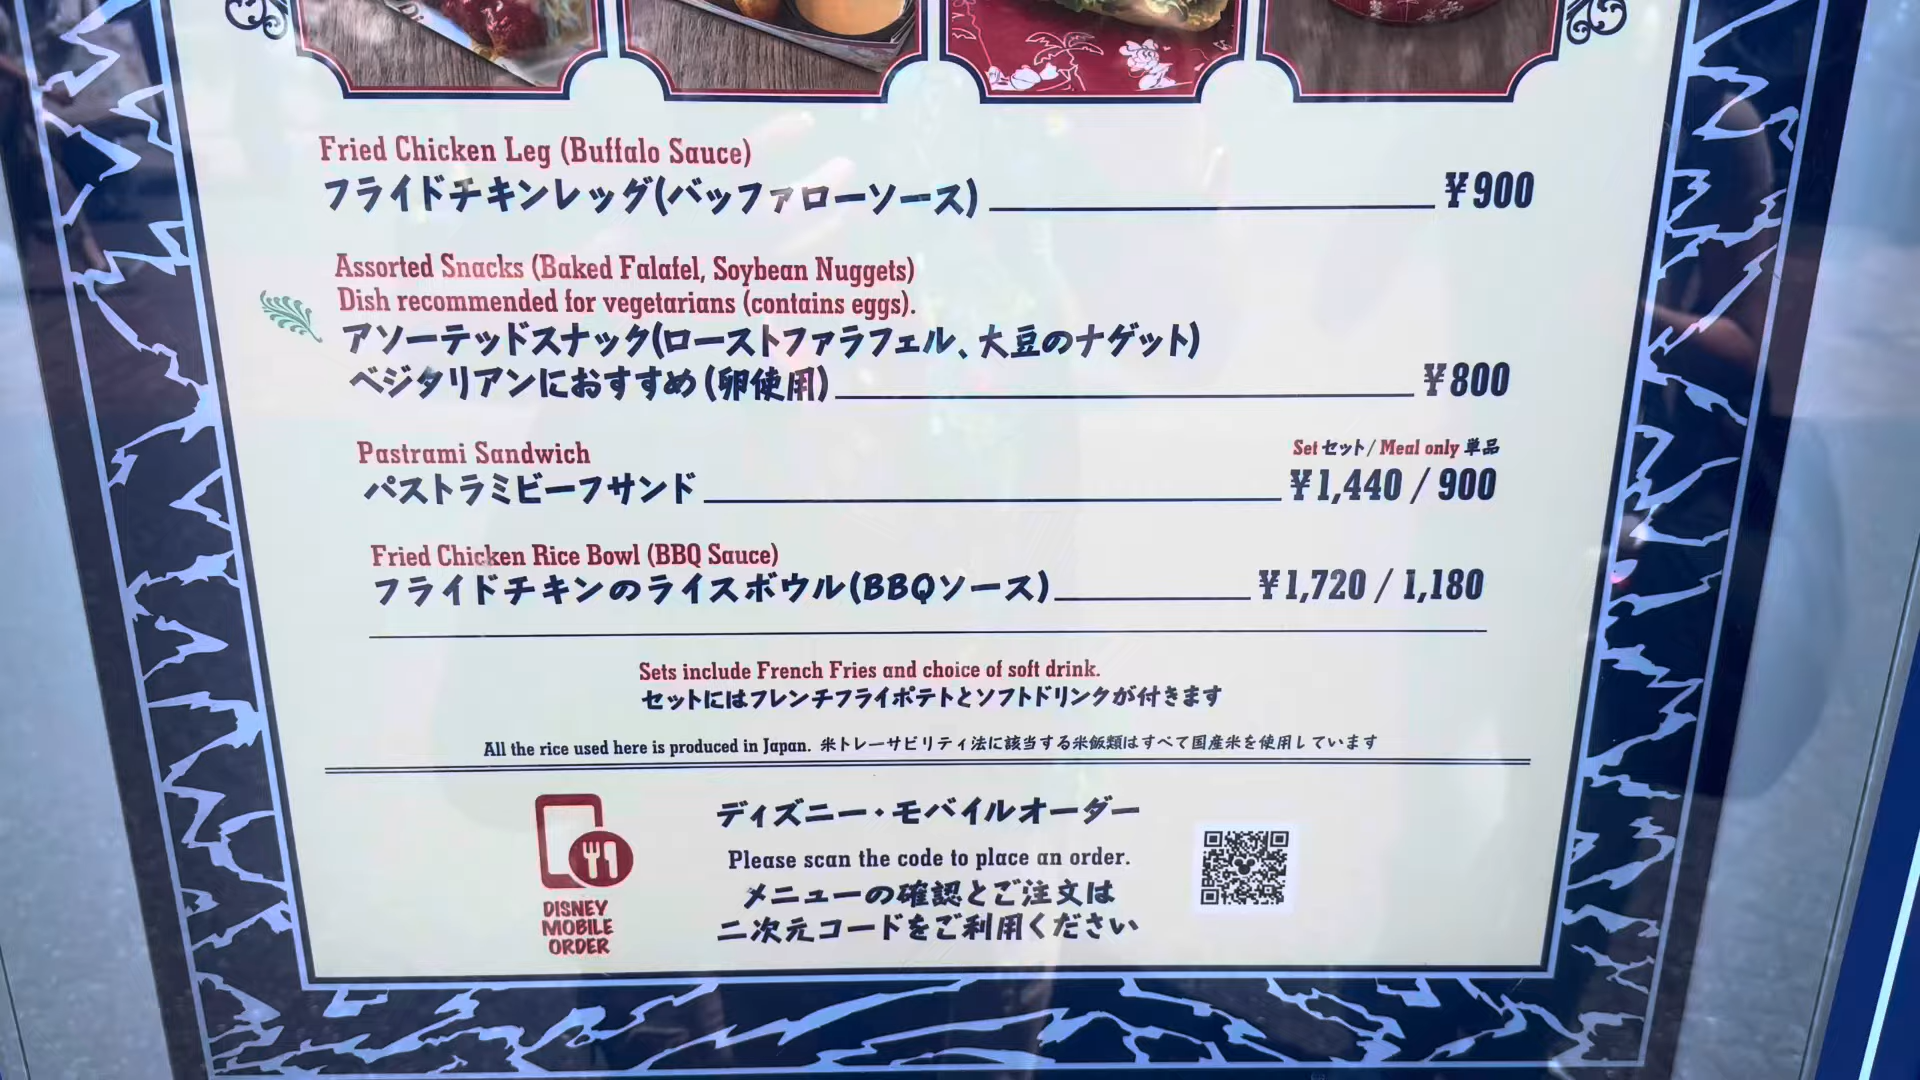 Fried Chicken Leg (Buffalo Sauce)
フライドチキンレッグ(バッファローソース) ¥900
Assorted Snacks (Baked Falafel, Soybean Nuggets)
Dish recommended for vegetarians (contains eggs).
アソーテッドスナック(ローストファラフェル、大豆のナゲット)
ベジタリアンにおすすめ(卵使用) ¥800
Pastrami Sandwich
Set セット/ Meal only 単品
パストラミビーフサンド ¥1,440 / 900
Fried Chicken Rice Bowl (BBQ Sauce)
フライドチキンのライスボウル(BBQソース) ¥1,720 / 1,180
Sets include French Fries and choice of soft drink.
セットにはフレンチフライポテトとソフトドリンクが付きます
All the rice used here is produced in Japan. 米トレーサビリティ法に該当する米飯類はすべて国産米を使用しています
ディズニー・モバイルオーダー
Please scan the code to place an order.
メニューの確認とご注文は
二次元コードをご利用ください
DISNEY
MOBILE
ORDER